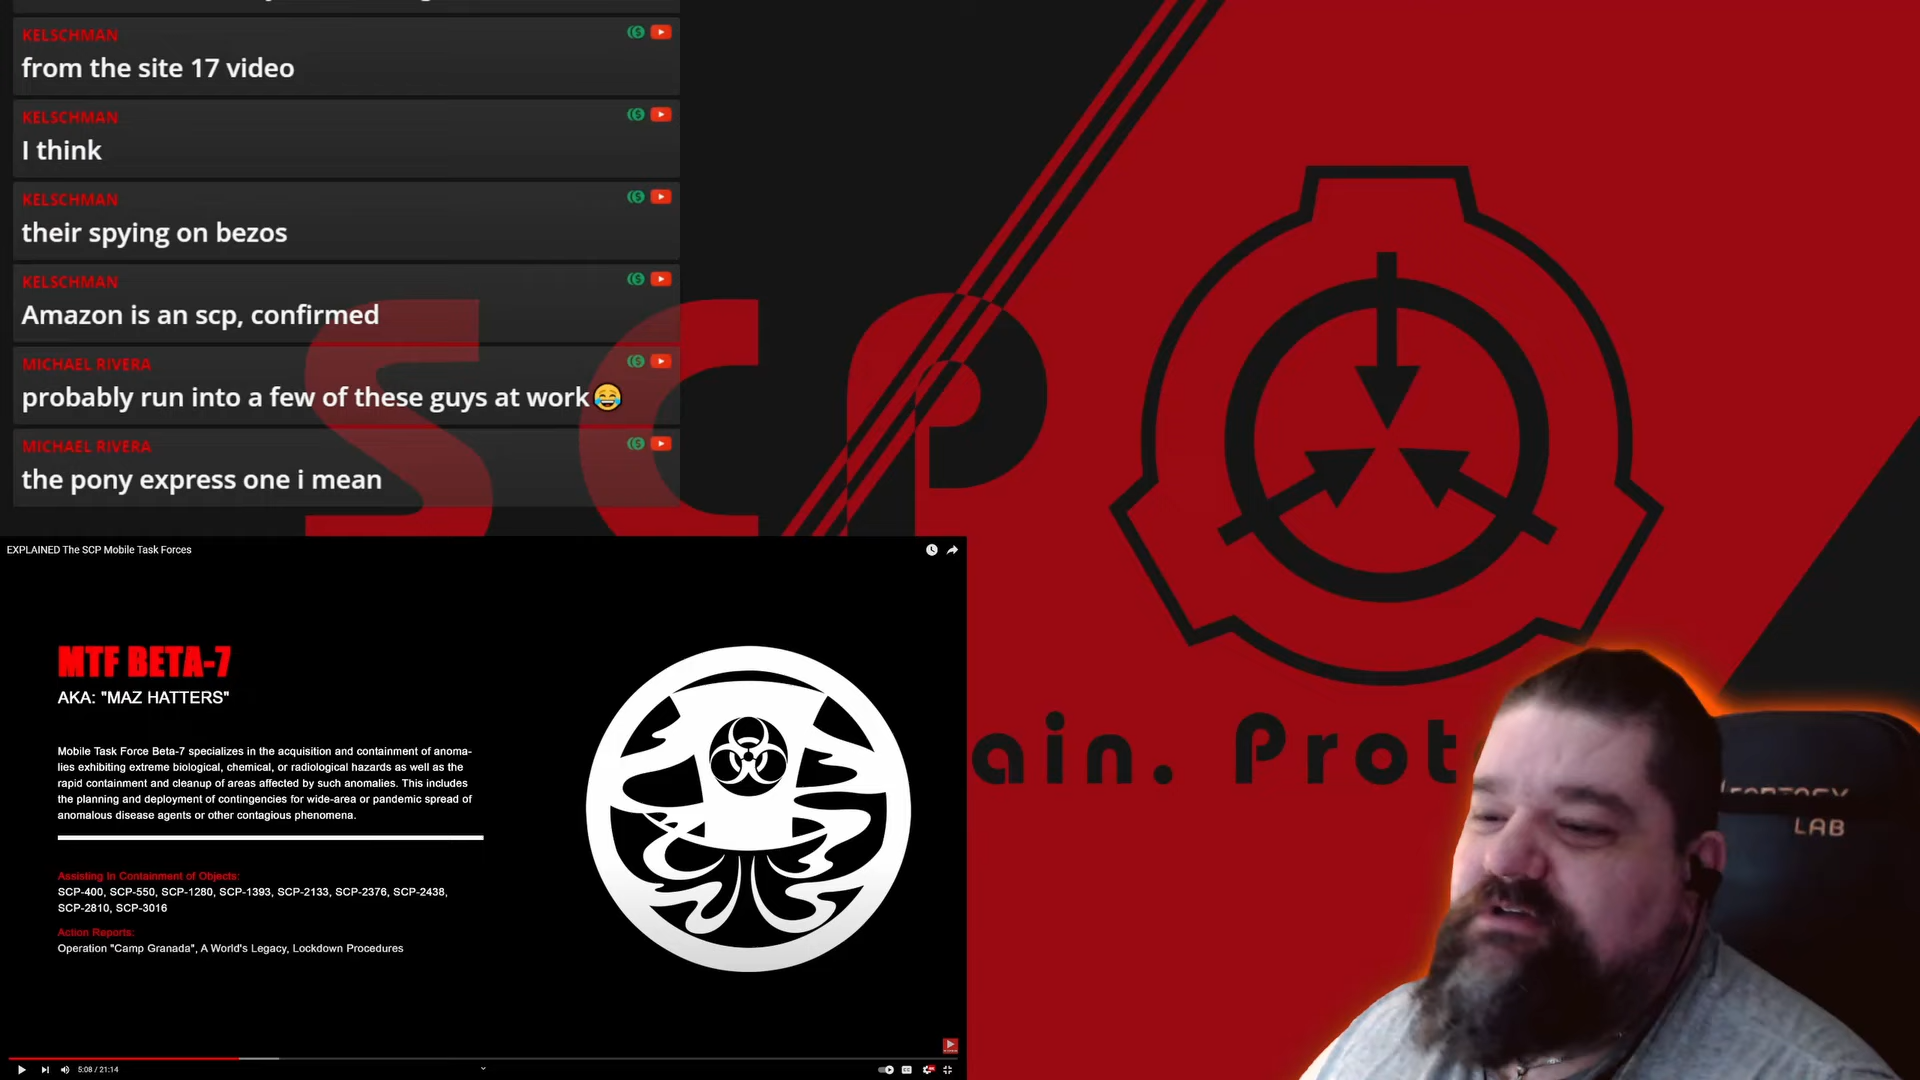 KELSCHMAN
from the site 17 video
KELSCHMAN
I think
KELSCHMAN
their spying on bezos
KELSCHMAN
Amazon is an scp, confirmed
MICHAEL RIVERA
probably run into a few of these guys at work😂
MICHAEL RIVERA
the pony express one i mean
SCP
ain. Prot
EXPLAINED The SCP Mobile Task Forces
MTF BETA-7
AKA: "MAZ HATTERS"
Mobile Task Force Beta-7 specializes in the acquisition and containment of anoma-
lies exhibiting extreme biological, chemical, or radiological hazards as well as the
rapid containment and cleanup of areas affected by such anomalies. This includes
the planning and deployment of contingencies for wide-area or pandemic spread of
anomalous disease agents or other contagious phenomena.
Assisting In Containment of Objects:
SCP-400, SCP-550, SCP-1280, SCP-1393, SCP-2133, SCP-2376, SCP-2438,
SCP-2810, SCP-3016
Action Reports:
Operation "Camp Granada", A World's Legacy, Lockdown Procedures
5:08 / 21:14
LAB